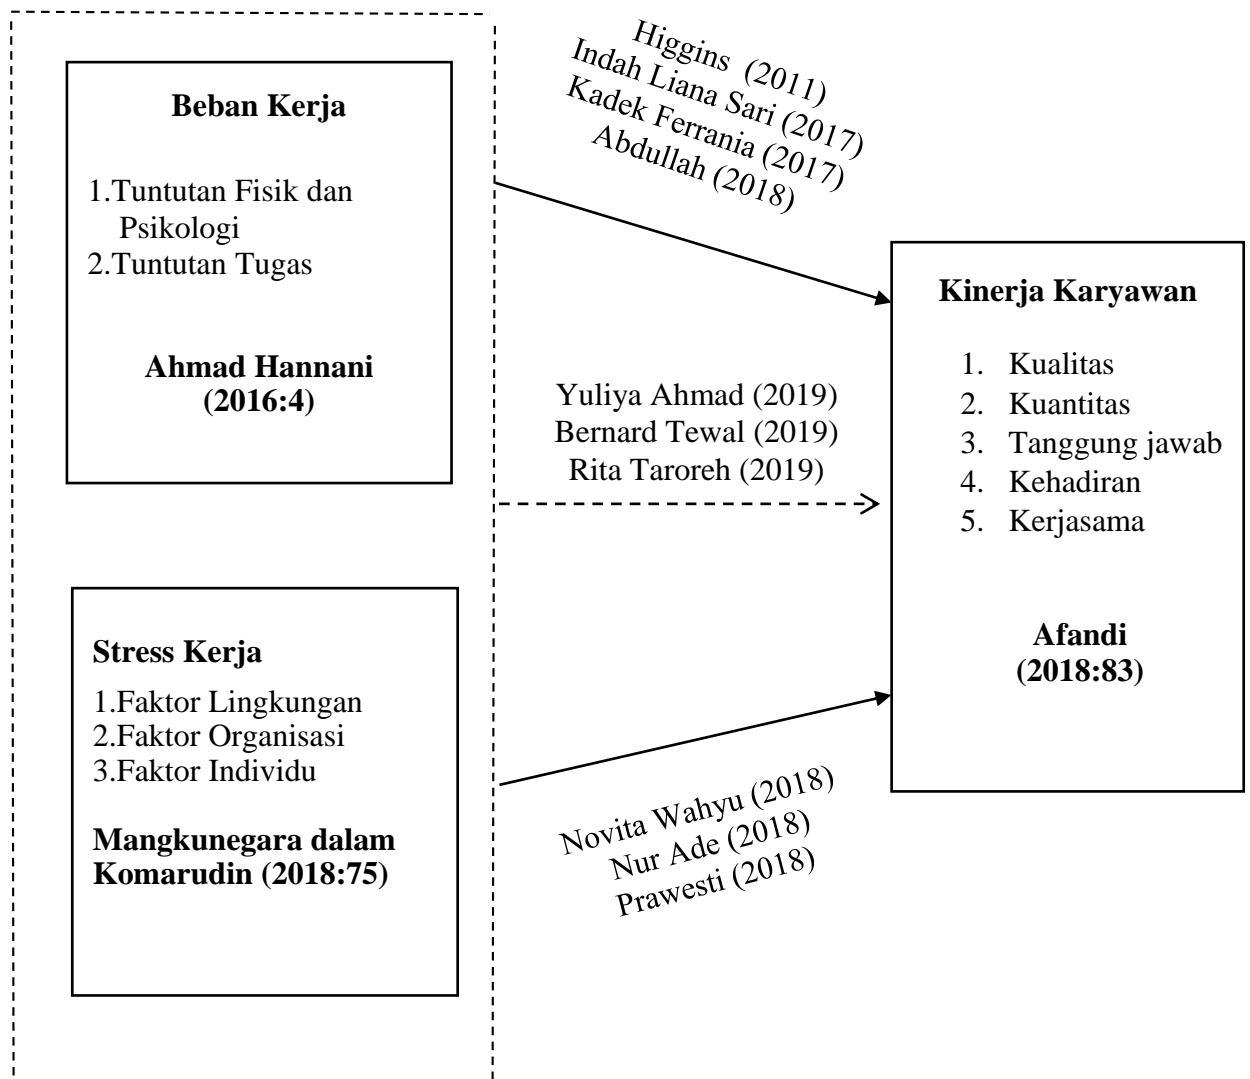 Beban Kerja
1.Tuntutan Fisik dan
Psikologi
2.Tuntutan Tugas
Ahmad Hannani
(2016:4)
Stress Kerja
1.Faktor Lingkungan
2.Faktor Organisasi
3.Faktor Individu
Mangkunegara dalam
Komarudin (2018:75)
Higgins (2011)
Indah Liana Sari (2017)
Kadek Ferrania (2017)
Abdullah (2018)
Yuliya Ahmad (2019)
Bernard Tewal (2019)
Rita Taroreh (2019)
Novita Wahyu (2018)
Nur Ade (2018)
Prawesti (2018)
Kinerja Karyawan
1. Kualitas
2. Kuantitas
3. Tanggung jawab
4. Kehadiran
5. Kerjasama
Afandi
(2018:83)